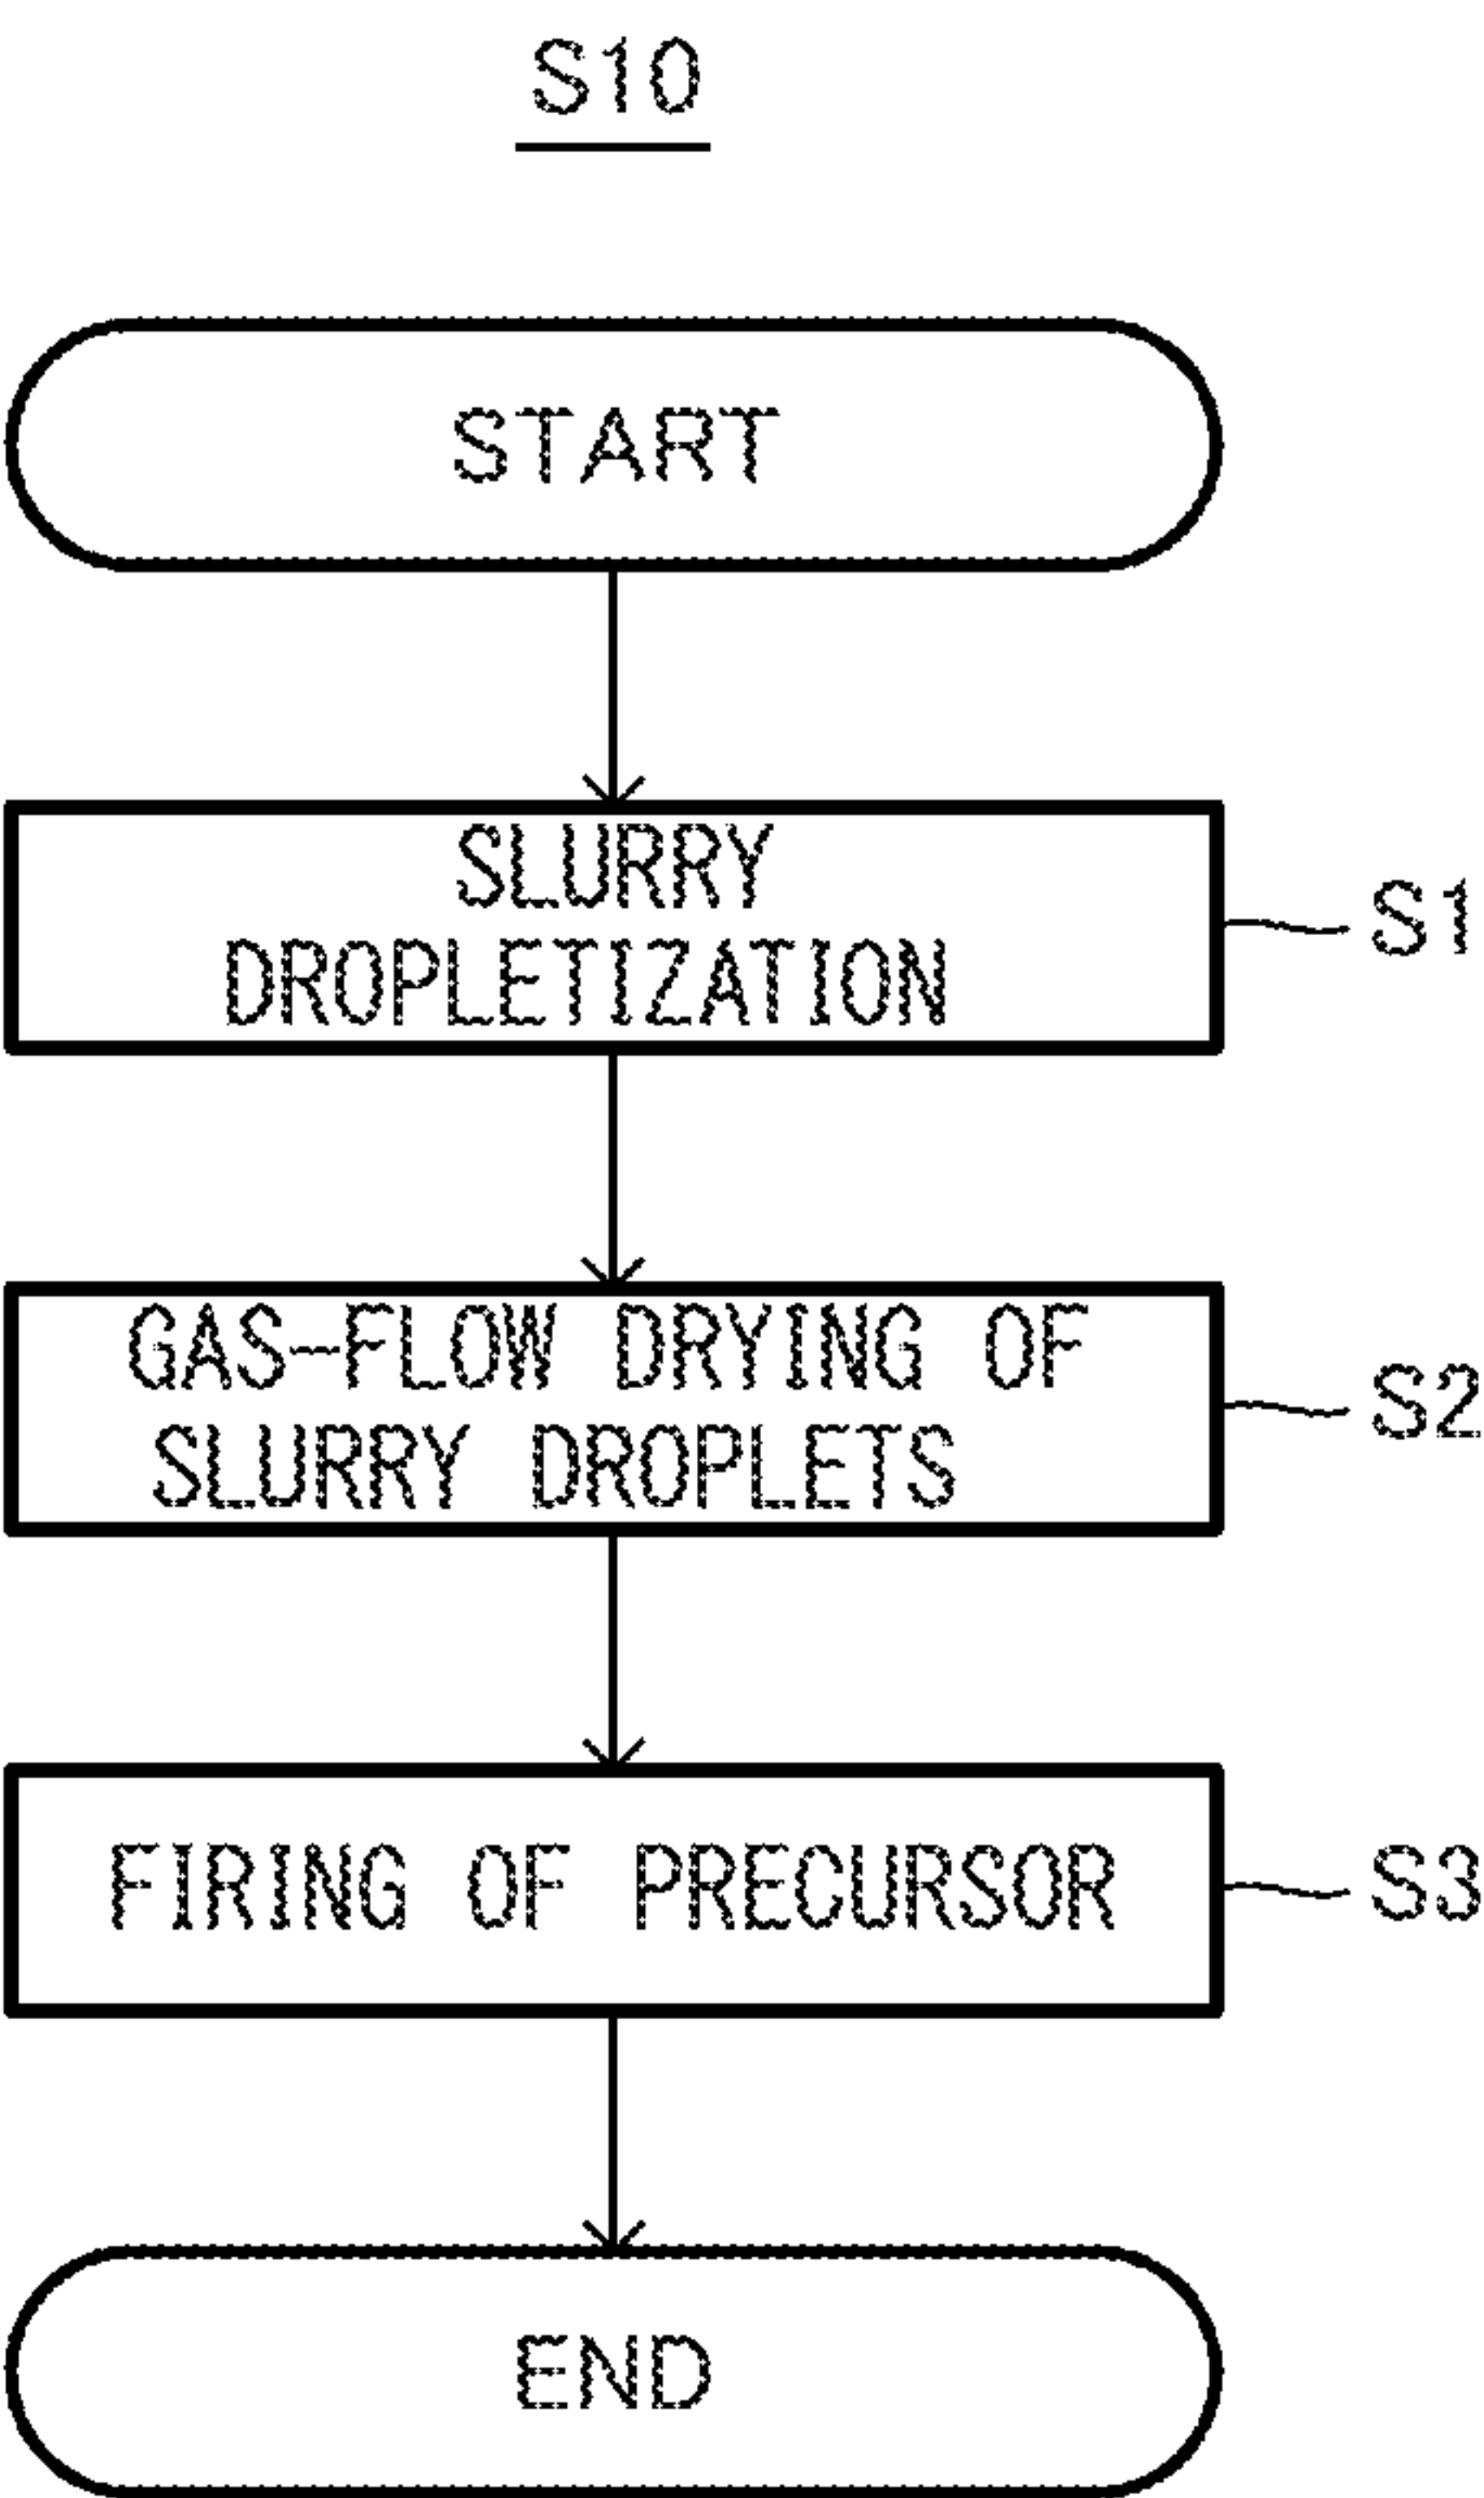 S10
START
SLURRY
DROPLETIZATION
S1
GAS-FLOW DRYING OF
SLURRY DROPLETS
S2
FIRING OF PRECURSOR
S3
END